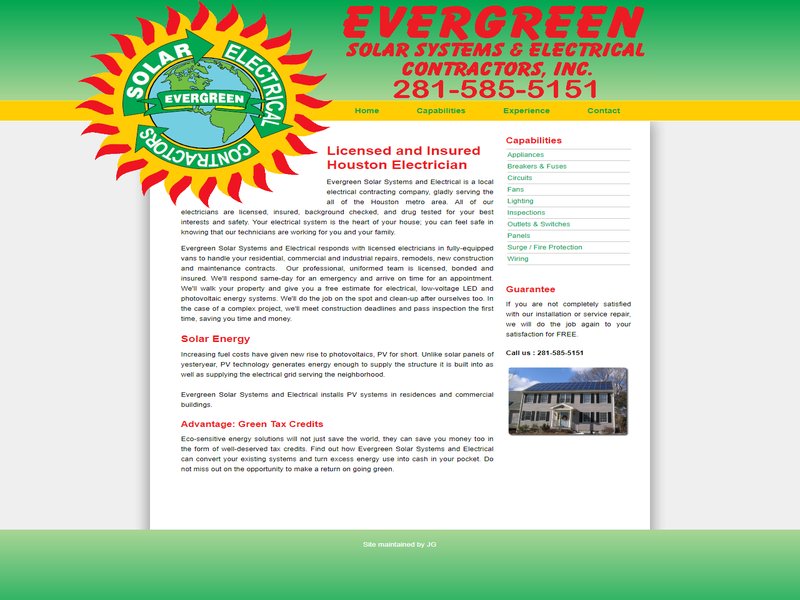 EVERGREEN
SOLAR SYSTEMS & ELECTRICAL
CONTRACTORS, INC.
281-585-5151
SOLAR
ELECTRICAL
EVERGREEN
CONTRACTORS
Home Capabilities Experience Contact
Licensed and Insured
Houston Electrician
Evergreen Solar Systems and Electrical is a local
electrical contracting company, gladly serving the
all of the Houston metro area. All of our
electricians are licensed, insured, background checked, and drug tested for your best
interests and safety. Your electrical system is the heart of your house; you can feel safe in
knowing that our technicians are working for you and your family.
Evergreen Solar Systems and Electrical responds with licensed electricians in fully-equipped
vans to handle your residential, commercial and industrial repairs, remodels, new construction
and maintenance contracts. Our professional, uniformed team is licensed, bonded and
insured. We'll respond same-day for an emergency and arrive on time for an appointment.
We'll walk your property and give you a free estimate for electrical, low-voltage LED and
photovoltaic energy systems. We'll do the job on the spot and clean-up after ourselves too. In
the case of a complex project, we'll meet construction deadlines and pass inspection the first
time, saving you time and money.
Solar Energy
Increasing fuel costs have given new rise to photovoltaics, PV for short. Unlike solar panels of
yesteryear, PV technology generates energy enough to supply the structure it is built into as
well as supplying the electrical grid serving the neighborhood.
Evergreen Solar Systems and Electrical installs PV systems in residences and commercial
buildings.
Advantage: Green Tax Credits
Eco-sensitive energy solutions will not just save the world, they can save you money too in
the form of well-deserved tax credits. Find out how Evergreen Solar Systems and Electrical
can convert your existing systems and turn excess energy use into cash in your pocket. Do
not miss out on the opportunity to make a return on going green.
Capabilities
Appliances
Breakers & Fuses
Circuits
Fans
Lighting
Inspections
Outlets & Switches
Panels
Surge / Fire Protection
Wiring
Guarantee
If you are not completely satisfied
with our installation or service repair,
we will do the job again to your
satisfaction for FREE.
Call us : 281-585-5151
Site maintained by JG